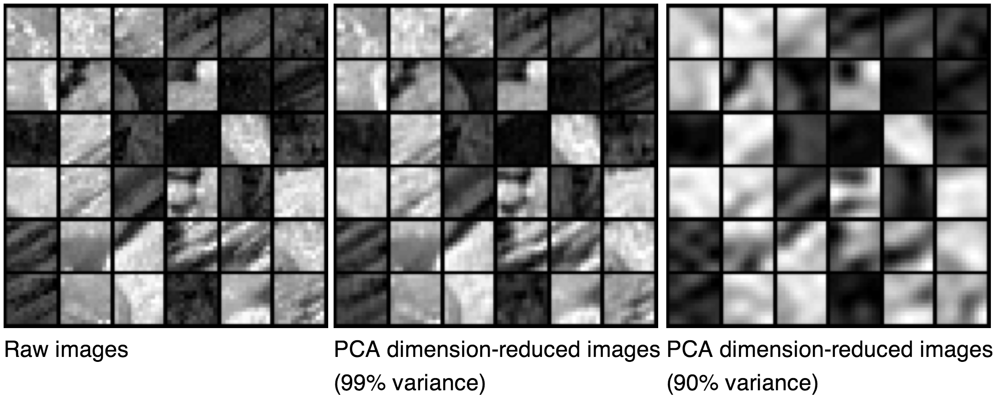 Raw images
PCA dimension-reduced images
(99% variance)
PCA dimension-reduced images
(90% variance)